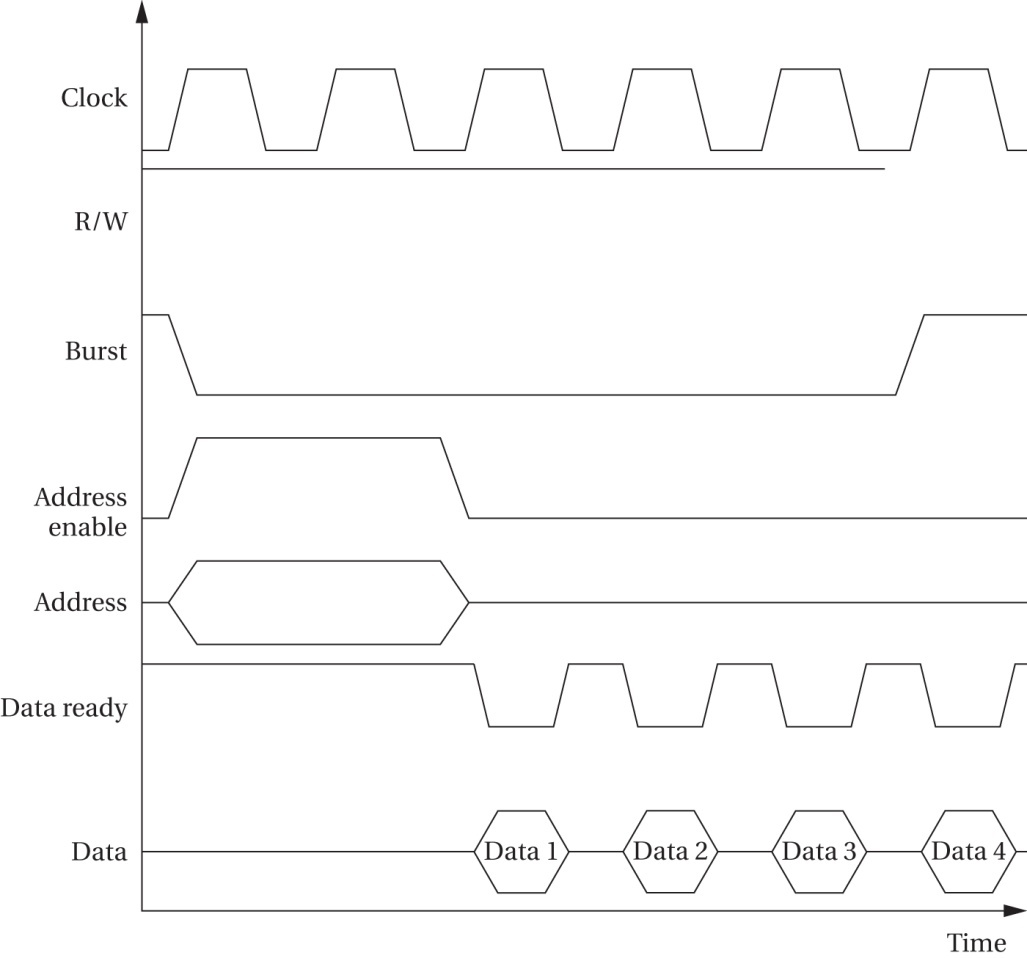 Clock
R/W
Burst
Address
enable
Address
Data ready
Data
Data 1
Data 2
Data 3
Data 4
Time